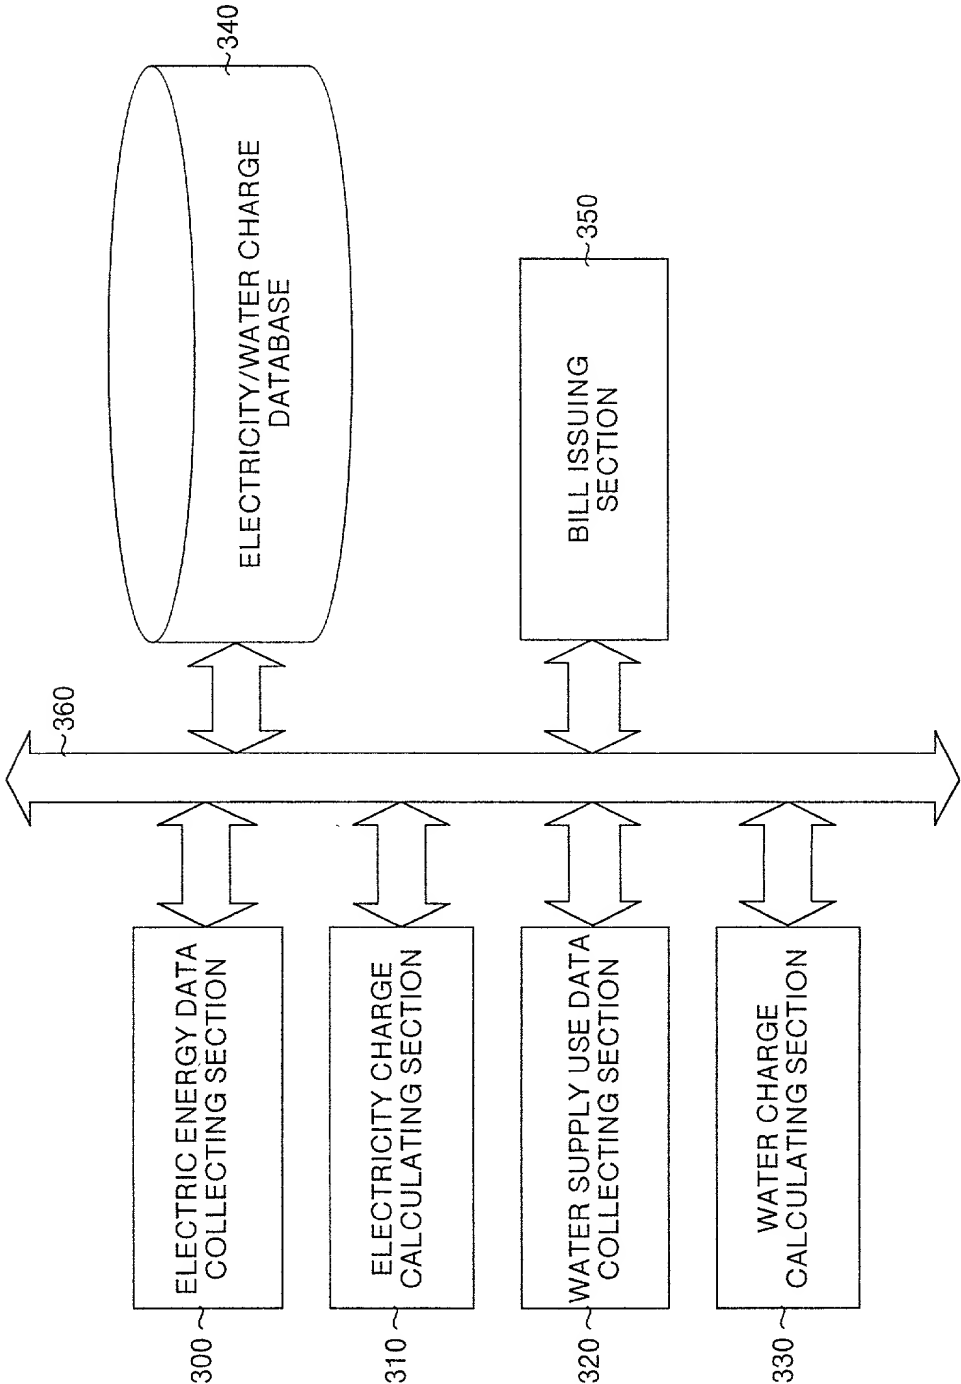 300
ELECTRIC ENERGY DATA
COLLECTING SECTION
310
ELECTRICITY CHARGE
CALCULATING SECTION
320
WATER SUPPLY USE DATA
COLLECTING SECTION
330
WATER CHARGE
CALCULATING SECTION
360
340
ELECTRICITY/WATER CHARGE
DATABASE
350
BILL ISSUING
SECTION